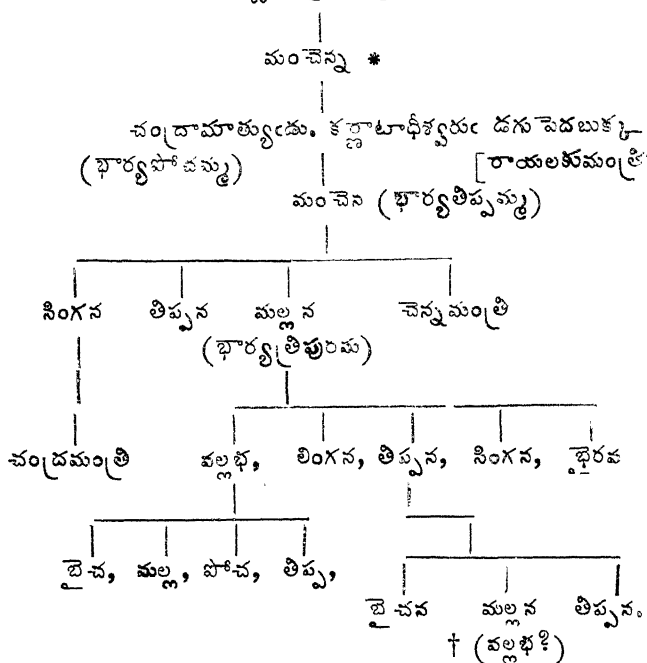 మంచెన్న *
చంద్రామాత్యుఁడు. కర్ణాటాధీశ్వరుఁ డగు పెదబుక్క
(భార్యపోచమ్మ) [రాయలకుమంత్రి
మంచెన (భార్యతిప్పమ్మ)
సింగన తిప్పన మల్లన చెన్నమంత్రి
(భార్యత్రిపురమ)
చంద్రమంత్రి వల్లభ, లింగన, తిప్పన, సింగన, భైరవ
బైచ, మల్ల, పోచ, తిప్ప,
బైచన మల్లన తిప్పన.
† (వల్లభ?)